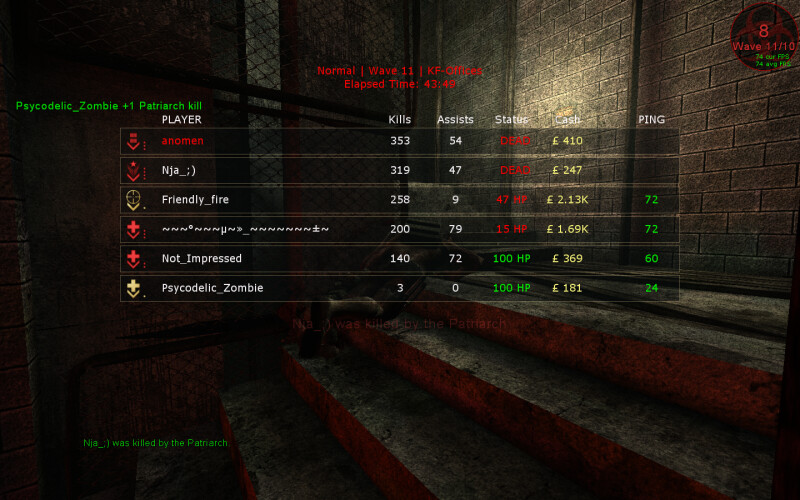 8
Wave 11/10
74 cur FPS
74 avg FPS
Normal | Wave 11 | KF-Offices
Elapsed Time: 43:49
Psycodelic_Zombie +1 Patriarch kill
PLAYER Kills Assists Status Cash PING
anomen 353 54 DEAD £ 410
Nja_;) 319 47 DEAD £ 247
Friendly_fire 258 9 47 HP £ 2.13K 72
~~~°~~~µ~»_~~~~~~~±~ 200 79 15 HP £ 1.69K 72
Not_Impressed 140 72 100 HP £ 369 60
Psycodelic_Zombie 3 0 100 HP £ 181 24
Nja_;) was killed by the Patriarch
Nja_;) was killed by the Patriarch.